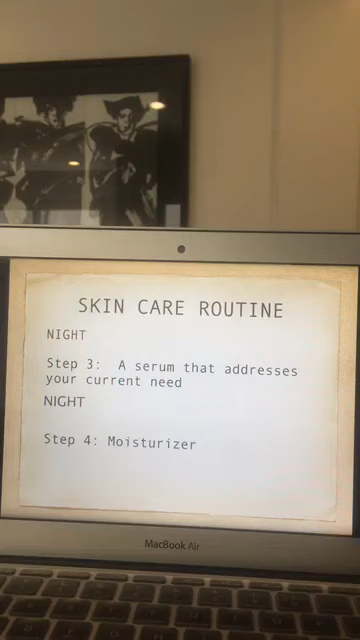 SKIN CARE ROUTINE
NIGHT
Step 3: A serum that addresses
your current need
NIGHT
Step 4: Moisturizer
MacBook Air